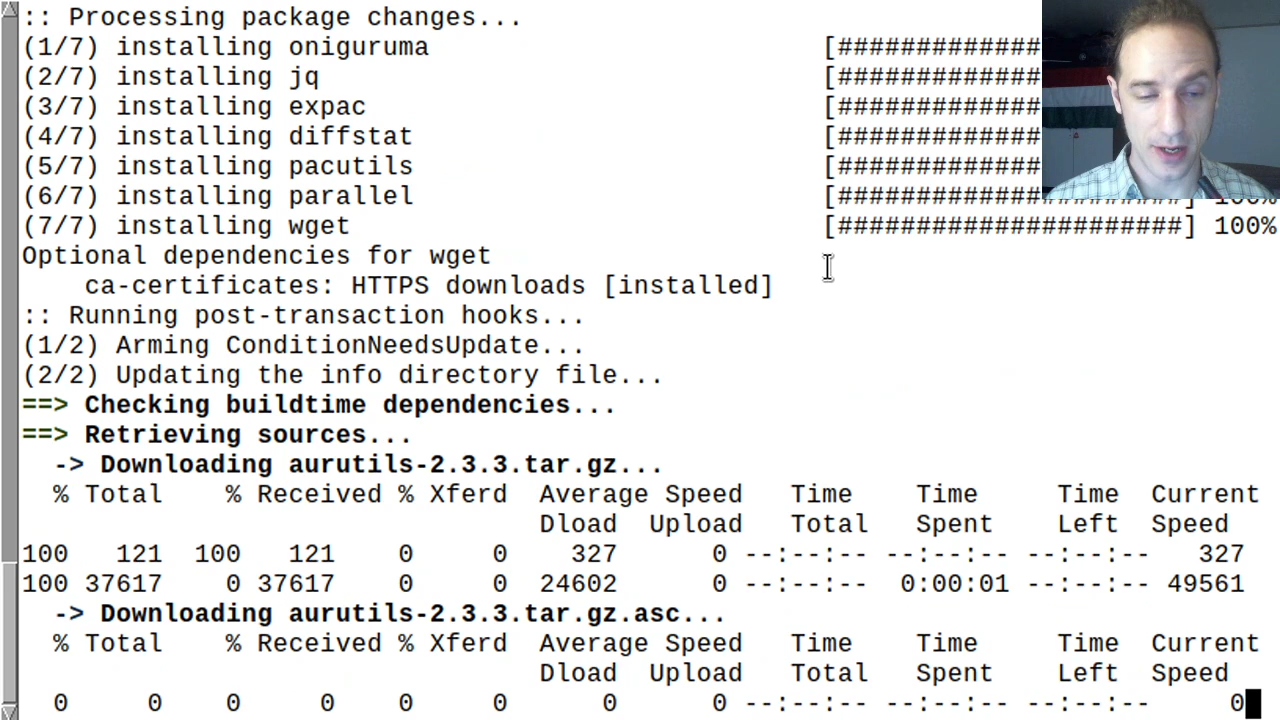 :: Processing package changes...
(1/7) installing oniguruma [#############
(2/7) installing jq [#############
(3/7) installing expac [#############
(4/7) installing diffstat [#############
(5/7) installing pacutils [#############
(6/7) installing parallel [######################] 100%
(7/7) installing wget [######################] 100%
Optional dependencies for wget
    ca-certificates: HTTPS downloads [installed]
:: Running post-transaction hooks...
(1/2) Arming ConditionNeedsUpdate...
(2/2) Updating the info directory file...
==> Checking buildtime dependencies...
==> Retrieving sources...
  -> Downloading aurutils-2.3.3.tar.gz...
  % Total    % Received % Xferd  Average Speed   Time    Time     Time  Current
                                 Dload  Upload   Total   Spent    Left  Speed
100   121  100   121    0     0    327      0 --:--:-- --:--:-- --:--:--   327
100 37617    0 37617    0     0  24602      0 --:--:--  0:00:01 --:--:-- 49561
  -> Downloading aurutils-2.3.3.tar.gz.asc...
  % Total    % Received % Xferd  Average Speed   Time    Time     Time  Current
                                 Dload  Upload   Total   Spent    Left  Speed
  0     0    0     0    0     0      0      0 --:--:-- --:--:-- --:--:--     0